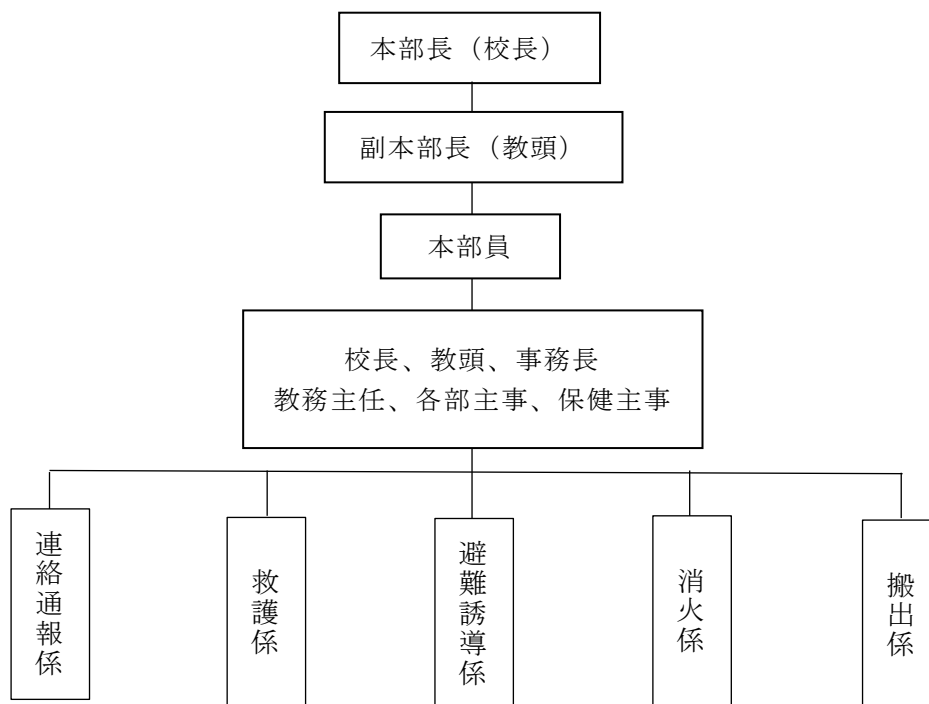 本部長（校長）
副本部長（教頭）
本部員
校長、教頭、事務長
教務主任、各部主事、保健主事
連絡通報係
救護係
避難誘導係
消火係
搬出係